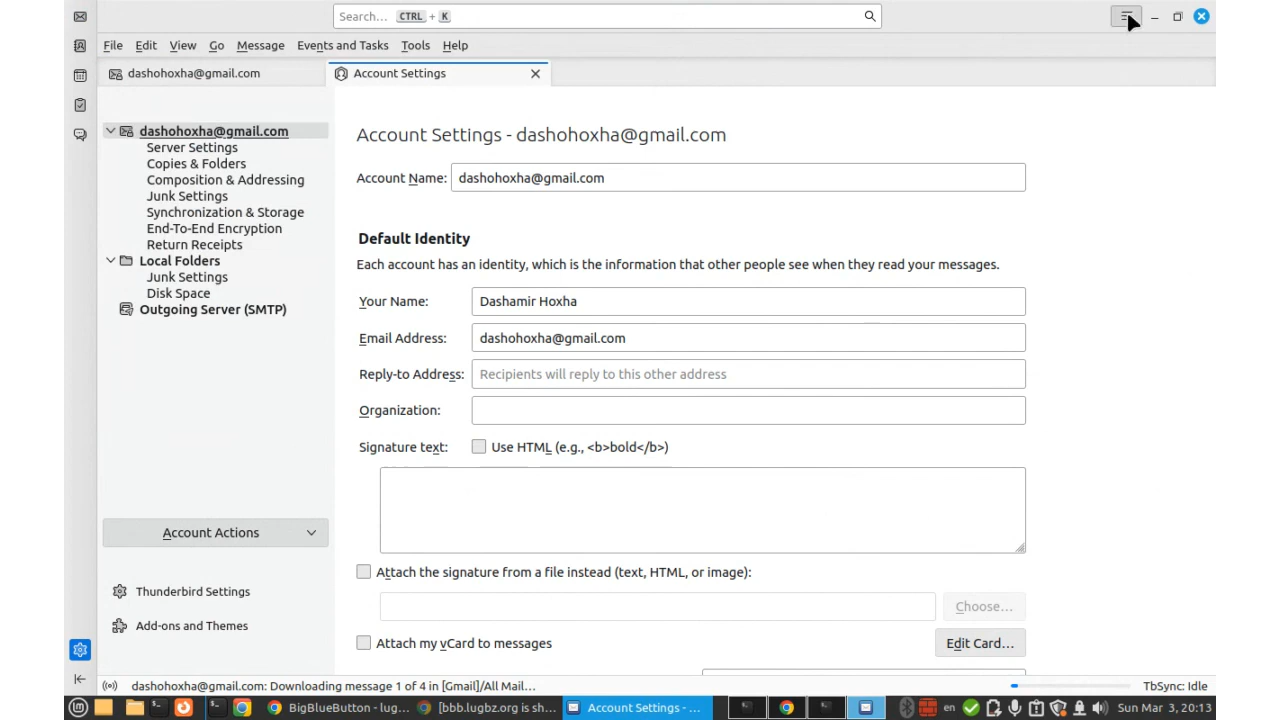 Search... CTRL + K
File Edit View Go Message Events and Tasks Tools Help
dashohoxha@gmail.com
Account Settings
dashohoxha@gmail.com
Server Settings
Copies & Folders
Composition & Addressing
Junk Settings
Synchronization & Storage
End-To-End Encryption
Return Receipts
Local Folders
Junk Settings
Disk Space
Outgoing Server (SMTP)
Account Actions
Thunderbird Settings
Add-ons and Themes
Account Settings - dashohoxha@gmail.com
Account Name: dashohoxha@gmail.com
Default Identity
Each account has an identity, which is the information that other people see when they read your messages.
Your Name: Dashamir Hoxha
Email Address: dashohoxha@gmail.com
Reply-to Address: Recipients will reply to this other address
Organization:
Signature text: Use HTML (e.g., <b>bold</b>)
Attach the signature from a file instead (text, HTML, or image):
Choose...
Attach my vCard to messages
Edit Card...
dashohoxha@gmail.com: Downloading message 1 of 4 in [Gmail]/All Mail...
TbSync: Idle
BigBlueButton - lug... [bbb.lugbz.org is sh... Account Settings - ... en Sun Mar 3, 20:13